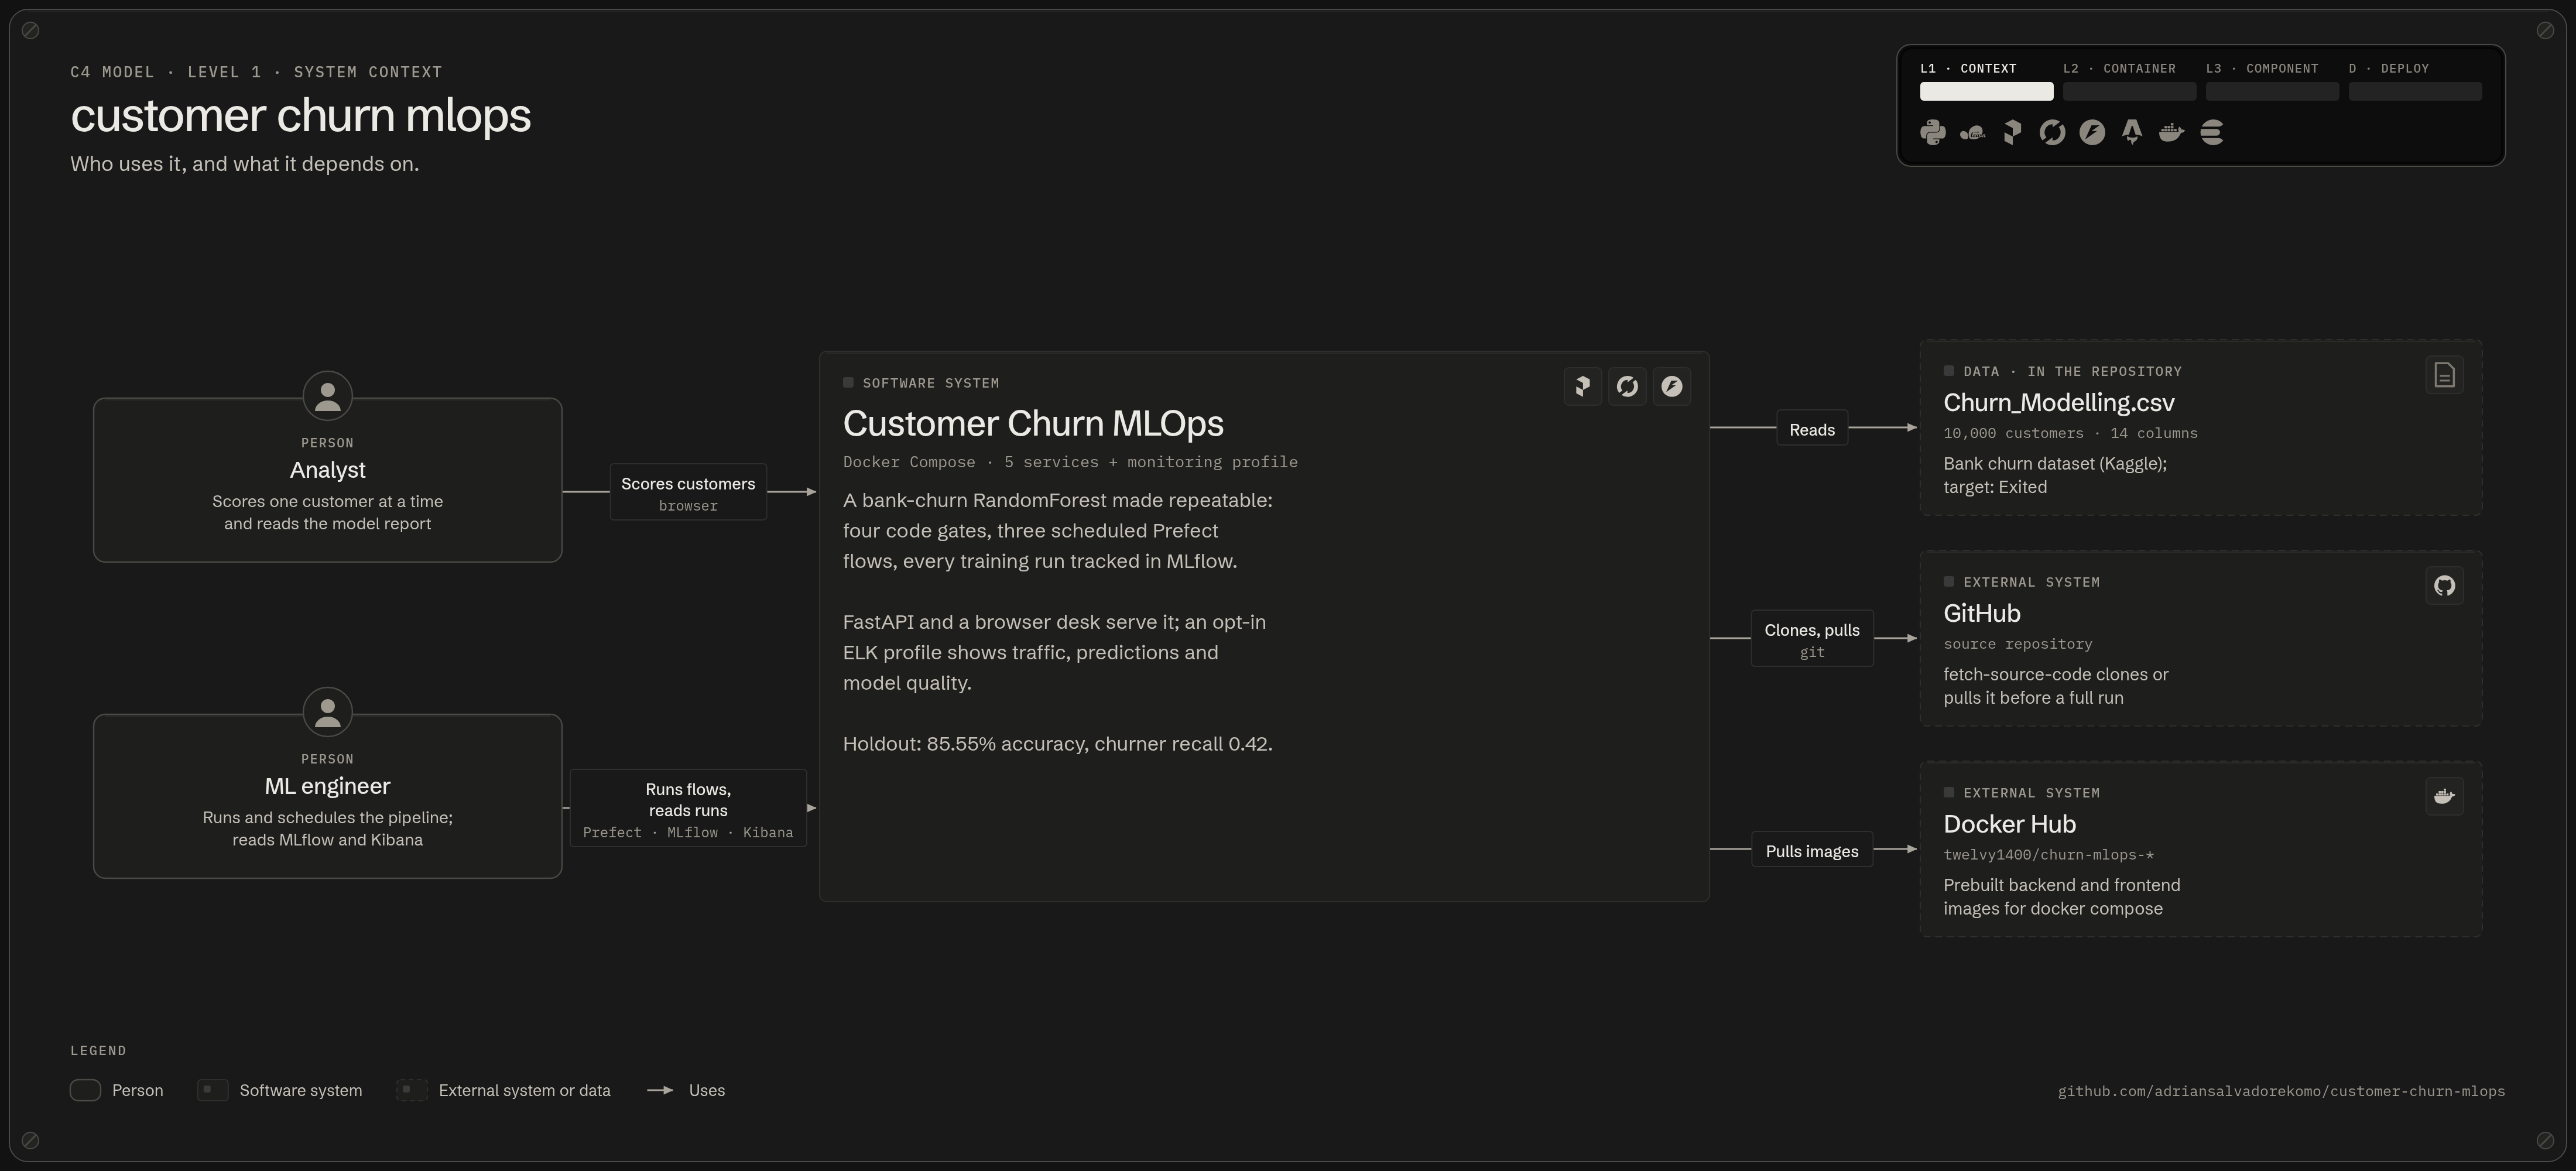 C4 MODEL · LEVEL 1 · SYSTEM CONTEXT
customer churn mlops
Who uses it, and what it depends on.
L1 · CONTEXT
L2 · CONTAINER
L3 · COMPONENT
D · DEPLOY
PERSON
Analyst
Scores one customer at a time
and reads the model report
Scores customers
browser
PERSON
ML engineer
Runs and schedules the pipeline;
reads MLflow and Kibana
Runs flows,
reads runs
Prefect · MLflow · Kibana
SOFTWARE SYSTEM
Customer Churn MLOps
Docker Compose · 5 services + monitoring profile
A bank-churn RandomForest made repeatable:
four code gates, three scheduled Prefect
flows, every training run tracked in MLflow.
FastAPI and a browser desk serve it; an opt-in
ELK profile shows traffic, predictions and
model quality.
Holdout: 85.55% accuracy, churner recall 0.42.
Reads
DATA · IN THE REPOSITORY
Churn_Modelling.csv
10,000 customers · 14 columns
Bank churn dataset (Kaggle);
target: Exited
Clones, pulls
git
EXTERNAL SYSTEM
GitHub
source repository
fetch-source-code clones or
pulls it before a full run
Pulls images
EXTERNAL SYSTEM
Docker Hub
twelvy1400/churn-mlops-*
Prebuilt backend and frontend
images for docker compose
LEGEND
Person
Software system
External system or data
Uses
github.com/adriansalvadorekomo/customer-churn-mlops